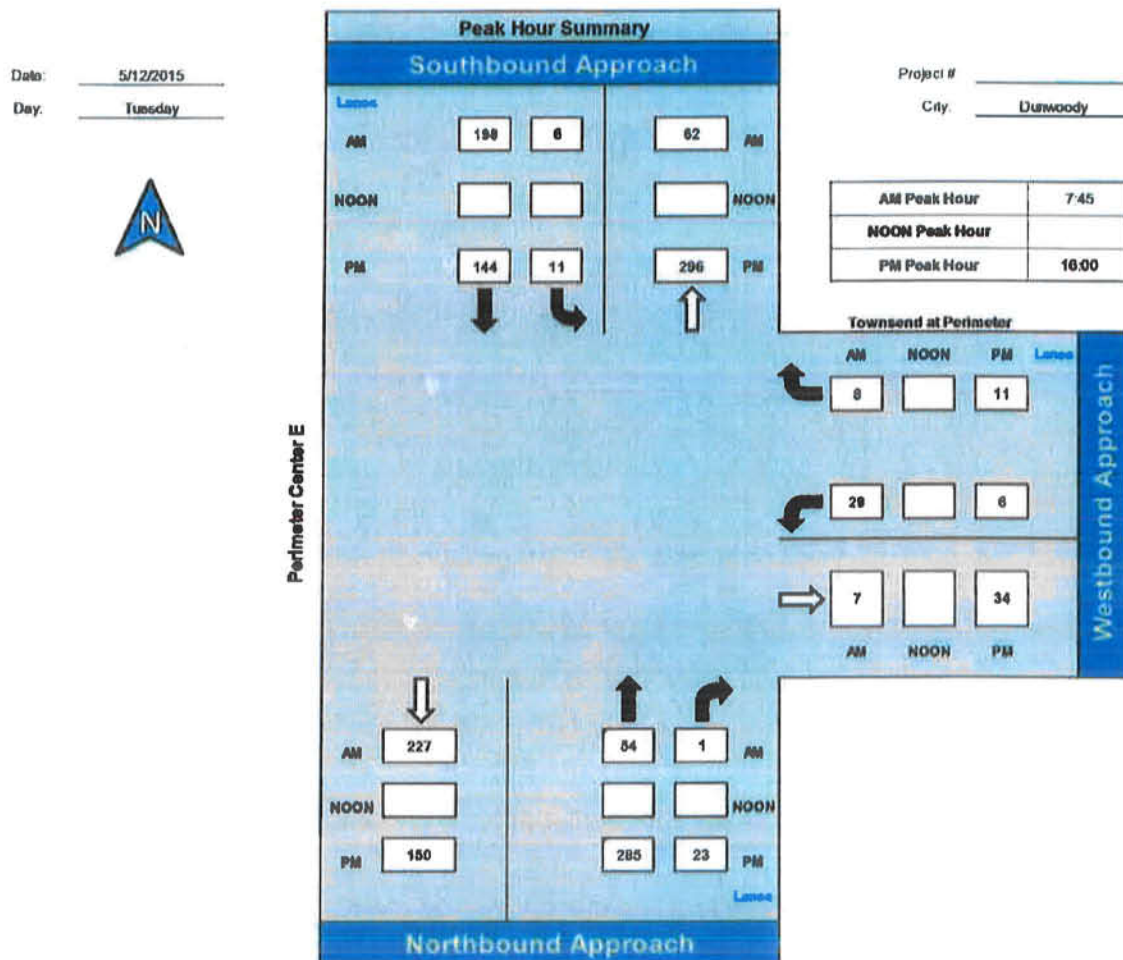 Peak Hour Summary
Southbound Approach
Date: 5/12/2015
Day: Tuesday
Project #
City: Dunwoody
Lanes
AM 198 6 62 AM
NOON NOON
PM 144 11 296 PM
N
AM Peak Hour 7:45
NOON Peak Hour
PM Peak Hour 16:00
Townsend at Perimeter
AM NOON PM Lanes
8 11
29 6
7 34
AM NOON PM
Westbound Approach
Perimeter Center E
AM 227 54 1 AM
NOON NOON
PM 150 285 23 PM
Lanes
Northbound Approach